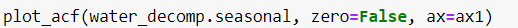 plot_acf(water_decomp.seasonal, zero=False, ax=ax1)